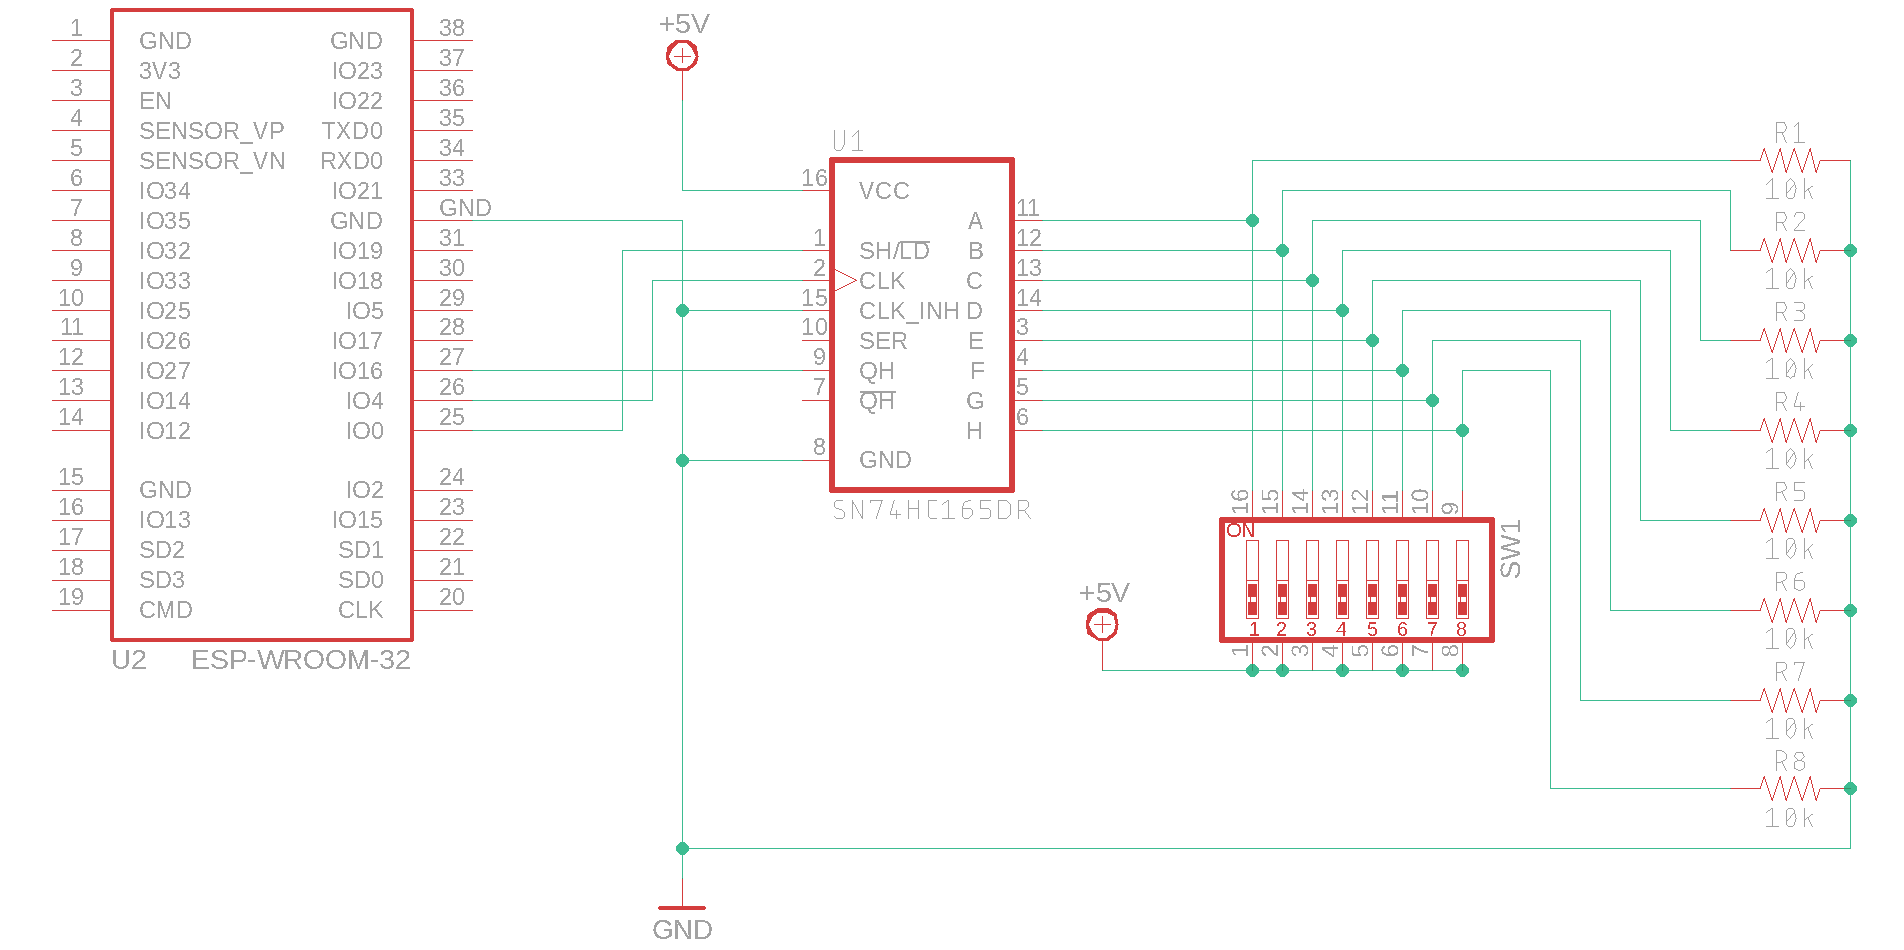 1 GND GND 38
2 3V3 IO23 37
3 EN IO22 36
4 SENSOR_VP TXD0 35
5 SENSOR_VN RXD0 34
6 IO34 IO21 33
7 IO35 GND GND
8 IO32 IO19 31
9 IO33 IO18 30
10 IO25 IO5 29
11 IO26 IO17 28
12 IO27 IO16 27
13 IO14 IO4 26
14 IO12 IO0 25
15 GND IO2 24
16 IO13 IO15 23
17 SD2 SD1 22
18 SD3 SD0 21
19 CMD CLK 20
U2 ESP-WROOM-32
+5V
U1
16 VCC
A 11
1 SH/LD B 12
2 CLK C 13
15 CLK_INH D 14
10 SER E 3
9 QH F 4
7 QH G 5
H 6
8 GND
SN74HC165DR
+5V
16 15 14 13 12 11 10 9
ON
1 2 3 4 5 6 7 8
1 2 3 4 5 6 7 8
SW1
R1
10k
R2
10k
R3
10k
R4
10k
R5
10k
R6
10k
R7
10k
R8
10k
GND